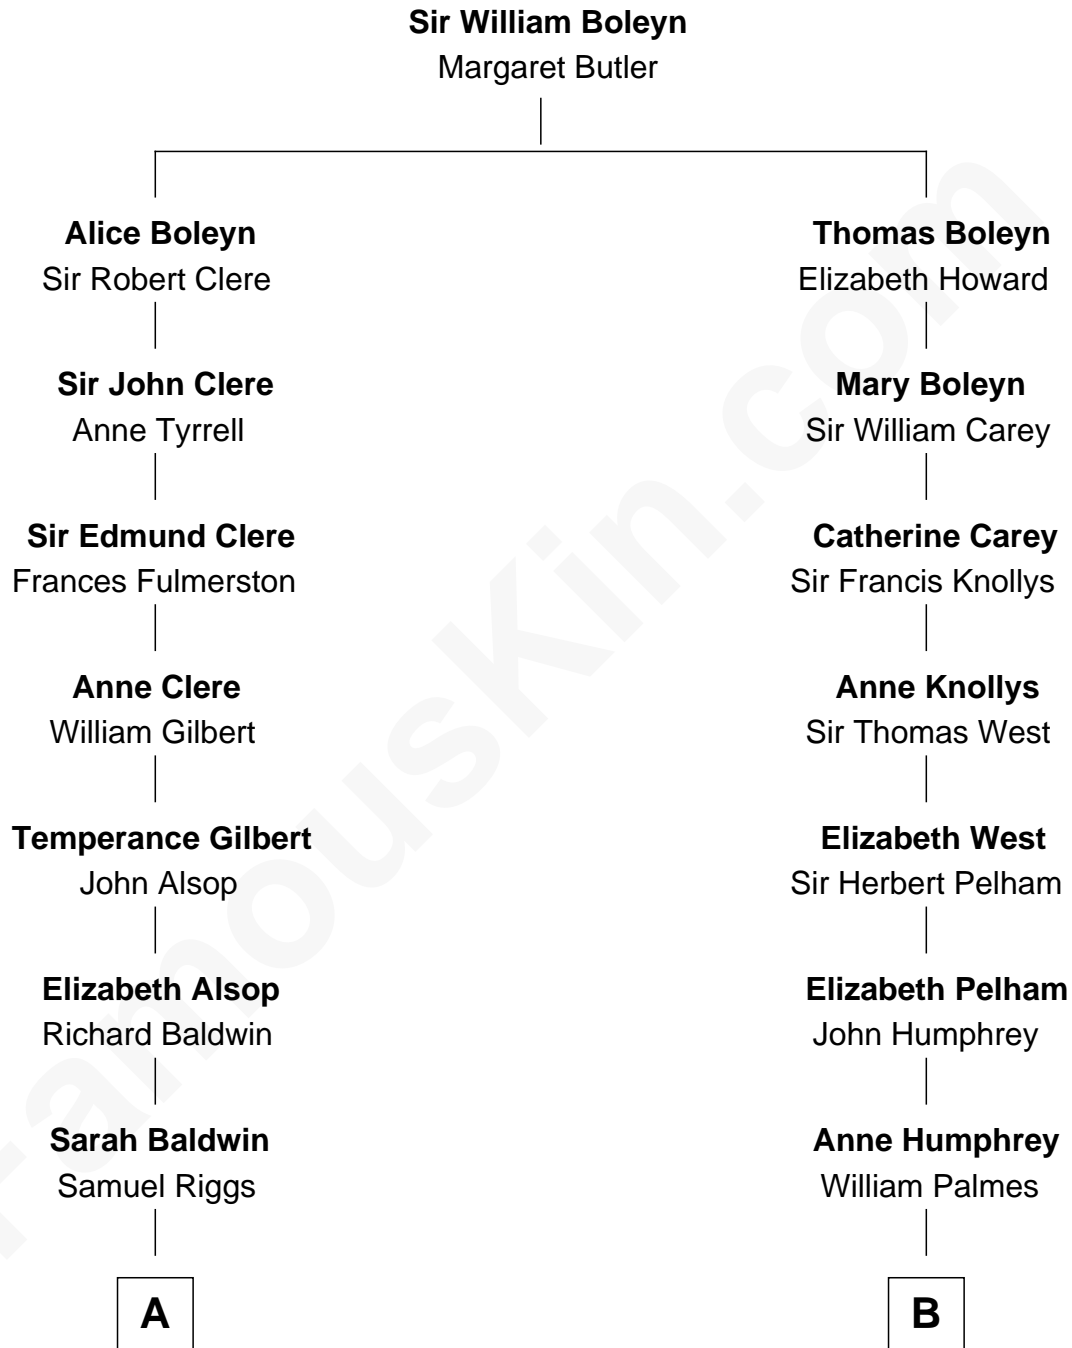 Sir William Boleyn
Margaret Butler
Alice Boleyn
Sir Robert Clere
Thomas Boleyn
Elizabeth Howard
Sir John Clere
Anne Tyrrell
Mary Boleyn
Sir William Carey
Sir Edmund Clere
Frances Fulmerston
Catherine Carey
Sir Francis Knollys
Anne Clere
William Gilbert
Anne Knollys
Sir Thomas West
Temperance Gilbert
John Alsop
Elizabeth West
Sir Herbert Pelham
Elizabeth Alsop
Richard Baldwin
Elizabeth Pelham
John Humphrey
Sarah Baldwin
Samuel Riggs
Anne Humphrey
William Palmes
A
B
FamousKin.com